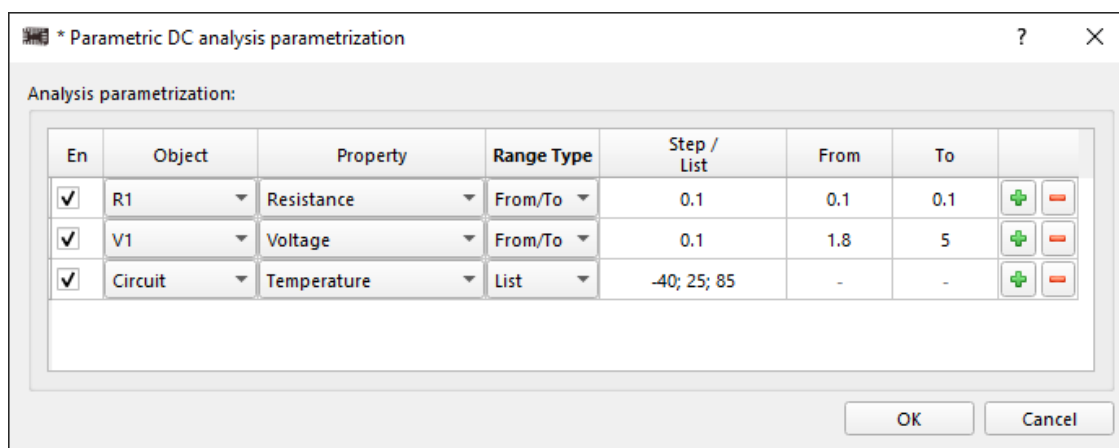 * Parametric DC analysis parametrization ? ×
Analysis parametrization:
En Object Property Range Type Step / List From To
R1 Resistance From/To 0.1 0.1 0.1
V1 Voltage From/To 0.1 1.8 5
Circuit Temperature List -40; 25; 85 - -
OK Cancel